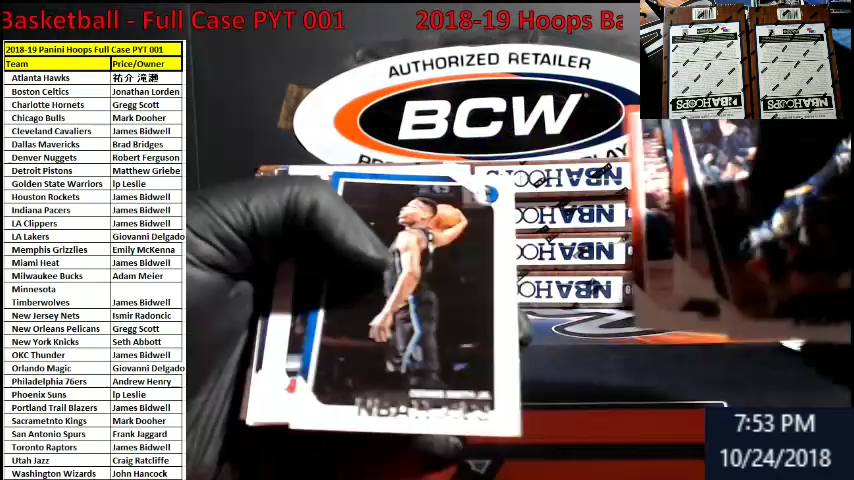 Basketball - Full Case PYT 001 2018-19 Hoops Ba
2018-19 Panini Hoops Full Case PYT 001
Team Price/Owner
Atlanta Hawks 祐介 滝瀬
Boston Celtics Jonathan Lorden
Charlotte Hornets Gregg Scott
Chicago Bulls Mark Dooher
Cleveland Cavaliers James Bidwell
Dallas Mavericks Brad Bridges
Denver Nuggets Robert Ferguson
Detroit Pistons Matthew Griebe
Golden State Warriors lp Leslie
Houston Rockets James Bidwell
Indiana Pacers James Bidwell
LA Clippers James Bidwell
LA Lakers Giovanni Delgado
Memphis Grizzlies Emily McKenna
Miami Heat James Bidwell
Milwaukee Bucks Adam Meier
Minnesota
Timberwolves James Bidwell
New Jersey Nets Ismir Radoncic
New Orleans Pelicans Gregg Scott
New York Knicks Seth Abbott
OKC Thunder James Bidwell
Orlando Magic Giovanni Delgado
Philadelphia 76ers Andrew Henry
Phoenix Suns lp Leslie
Portland Trail Blazers James Bidwell
Sacrametnto Kings Mark Dooher
San Antonio Spurs Frank Jaggard
Toronto Raptors James Bidwell
Utah Jazz Craig Ratcliffe
Washington Wizards John Hancock
AUTHORIZED RETAILER
BCW
NBA HOOPS
NBA HOOPS
NBA HOOPS
NBA HOOPS
NBA HOOPS
NBA HOOPS
7:53 PM
10/24/2018